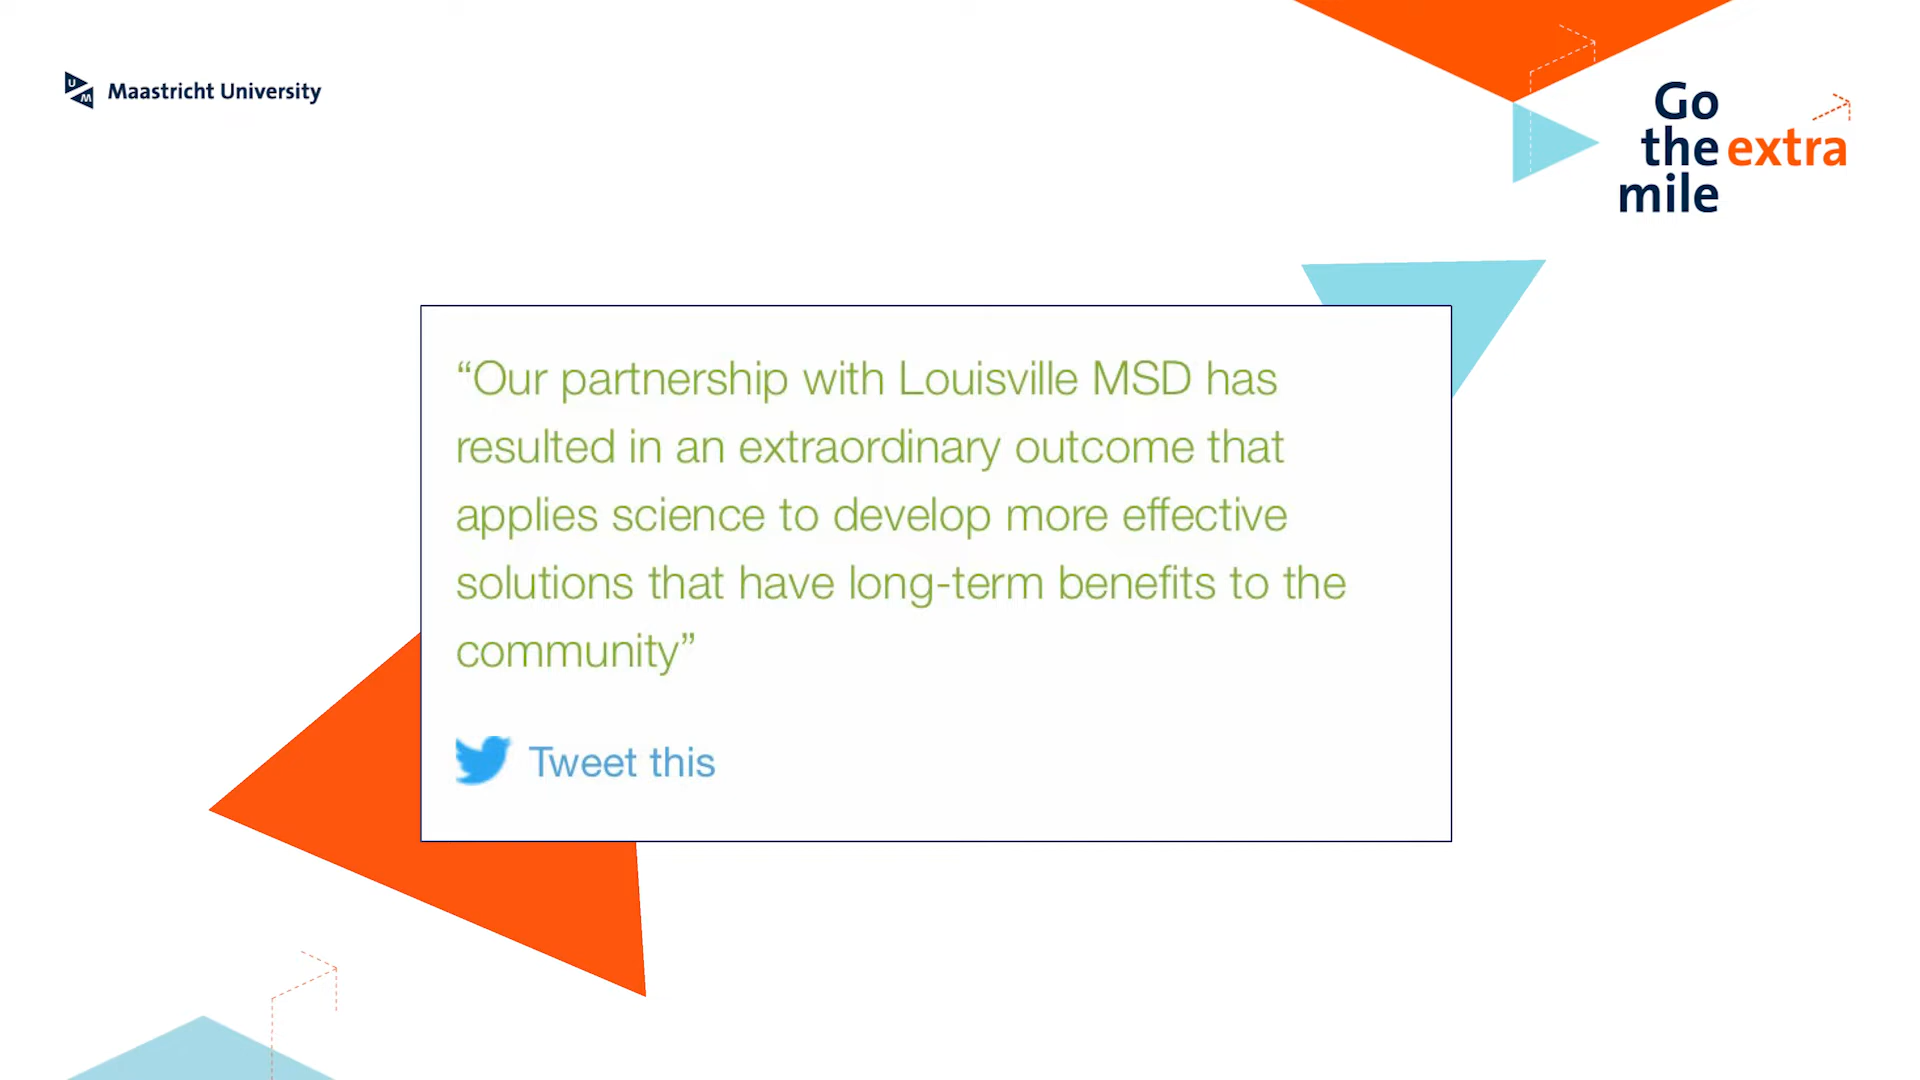 UM Maastricht University
Go
the extra
mile
“Our partnership with Louisville MSD has
resulted in an extraordinary outcome that
applies science to develop more effective
solutions that have long-term benefits to the
community”
Tweet this